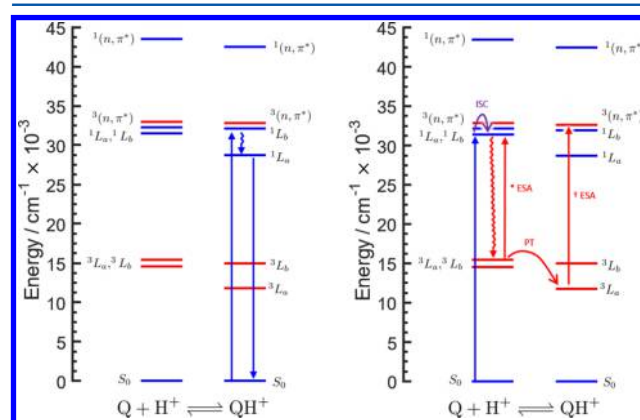 Energy / cm⁻¹ × 10⁻³
45
40
35
30
25
20
15
10
5
0
¹(n, π*)
¹(n, π*)
³(n, π*)
³(n, π*)
¹Lₐ, ¹L_b
¹L_b
¹Lₐ
³Lₐ, ³L_b
³L_b
³Lₐ
S₀
S₀
Q + H⁺ ⇌ QH⁺
Energy / cm⁻¹ × 10⁻³
45
40
35
30
25
20
15
10
5
0
¹(n, π*)
¹(n, π*)
ISC
³(n, π*)
³(n, π*)
¹Lₐ, ¹L_b
¹L_b
¹Lₐ
* ESA
‡ ESA
PT
³Lₐ, ³L_b
³L_b
³Lₐ
S₀
S₀
Q + H⁺ ⇌ QH⁺